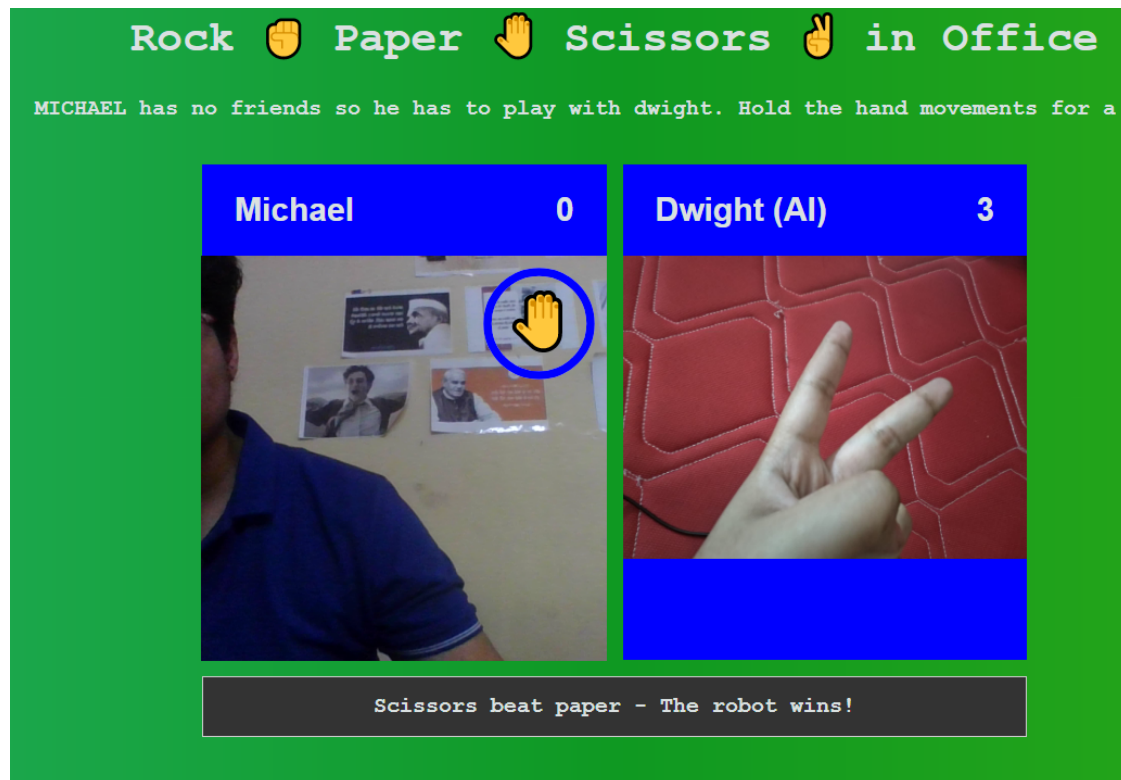 Rock ✊ Paper 🤚 Scissors ✌ in Office
MICHAEL has no friends so he has to play with dwight. Hold the hand movements for a
Michael 0
Dwight (AI) 3
Scissors beat paper - The robot wins!